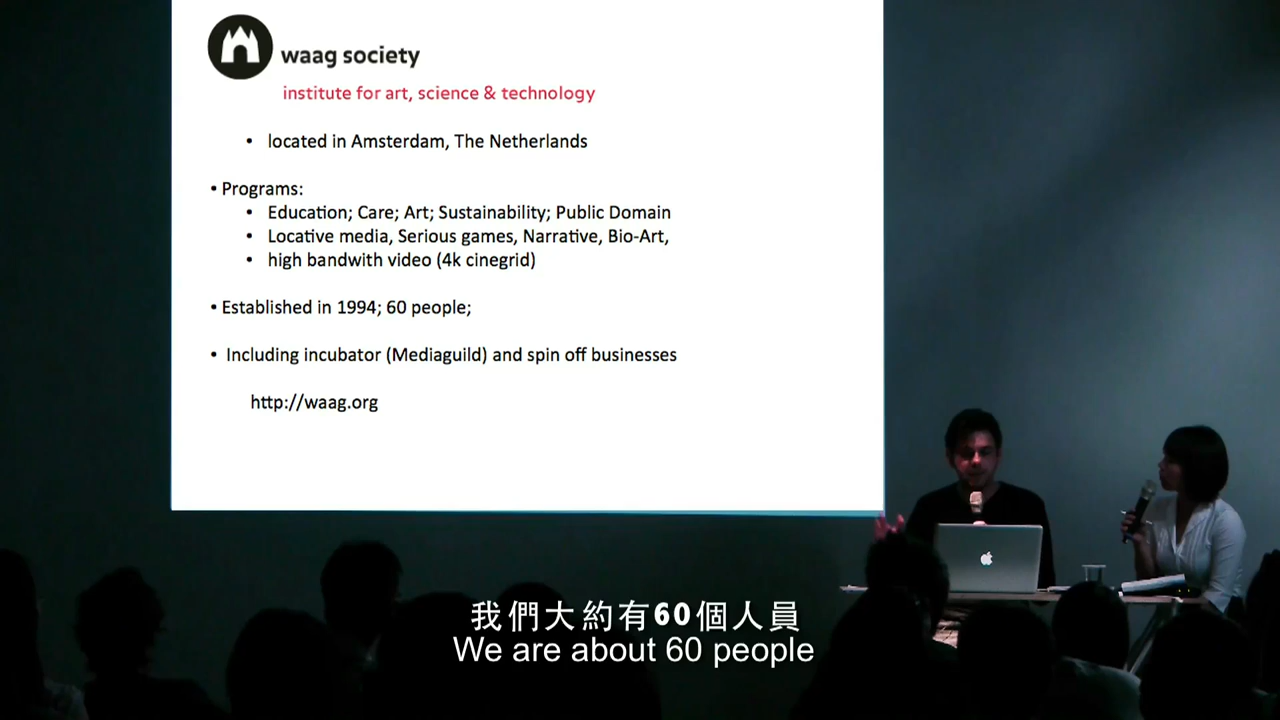 waag society
institute for art, science & technology
• located in Amsterdam, The Netherlands
• Programs:
• Education; Care; Art; Sustainability; Public Domain
• Locative media, Serious games, Narrative, Bio-Art,
• high bandwith video (4k cinegrid)
• Established in 1994; 60 people;
• Including incubator (Mediaguild) and spin off businesses
http://waag.org
我們大約有60個人員
We are about 60 people